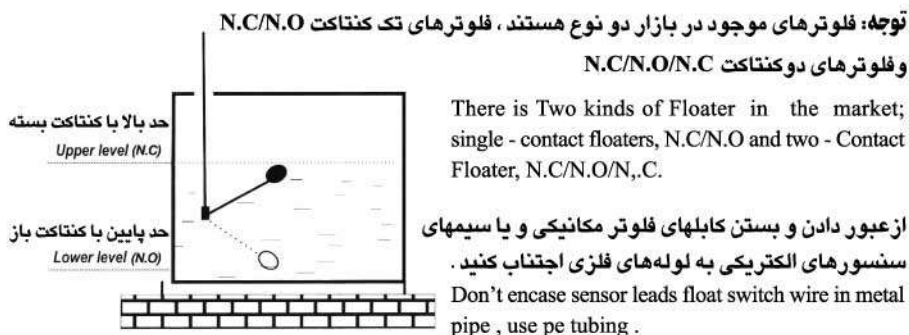 توجه: فلوترهای موجود در بازار دو نوع هستند ، فلوترهای تک کنتاکت N.C/N.O
وفلوترهای دوکنتاکت N.C/N.O/N.C
There is Two kinds of Floater in the market;
single - contact floaters, N.C/N.O and two - Contact
Floater, N.C/N.O/N,.C.
حد بالا با کنتاکت بسته
Upper level (N.C)
حد پایین با کنتاکت باز
Lower level (N.O)
ازعبور دادن و بستن کابلهای فلوتر مکانیکی و یا سیمهای
سنسورهای الکتریکی به لوله‌های فلزی اجتناب کنید .
Don’t encase sensor leads float switch wire in metal
pipe , use pe tubing .